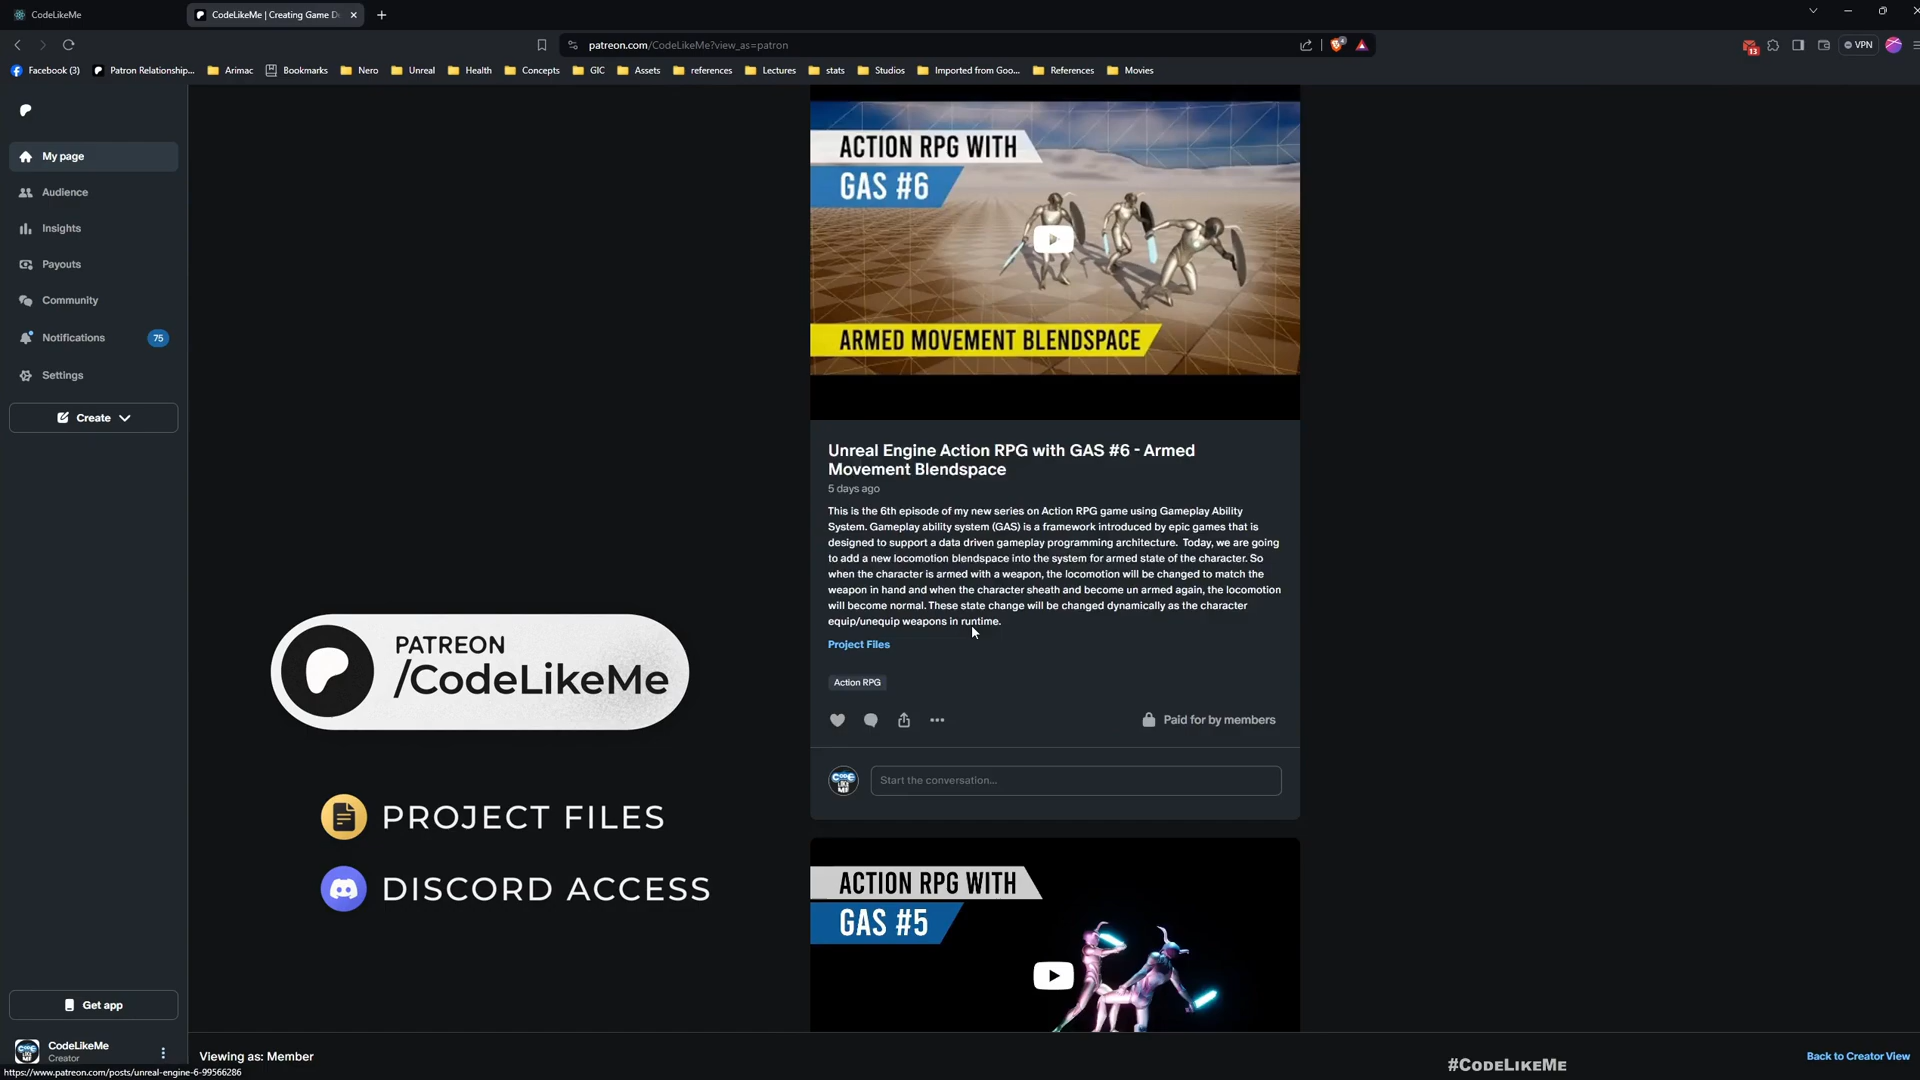 CodeLikeMe
CodeLikeMe | Creating Game D
patreon.com/CodeLikeMe?view_as=patron
4
13
VPN
Facebook (3)
Patron Relationship...
Arimac
Bookmarks
Nero
Unreal
Health
Concepts
GIC
Assets
references
Lectures
stats
Studios
Imported from Goo...
References
Movies
My page
Audience
Insights
Payouts
Community
Notifications
75
Settings
Create
ACTION RPG WITH
GAS #6
ARMED MOVEMENT BLENDSPACE
Unreal Engine Action RPG with GAS #6 - Armed
Movement Blendspace
5 days ago
This is the 6th episode of my new series on Action RPG game using Gameplay Ability
System. Gameplay ability system (GAS) is a framework introduced by epic games that is
designed to support a data driven gameplay programming architecture. Today, we are going
to add a new locomotion blendspace into the system for armed state of the character. So
when the character is armed with a weapon, the locomotion will be changed to match the
weapon in hand and when the character sheath and become un armed again, the locomotion
will become normal. These state change will be changed dynamically as the character
equip/unequip weapons in runtime.
Project Files
Action RPG
Paid for by members
CODE
LIKE
ME
Start the conversation...
PATREON
/CodeLikeMe
PROJECT FILES
DISCORD ACCESS
ACTION RPG WITH
GAS #5
Get app
CodeLikeMe
Creator
Viewing as: Member
#CODELIKEME
Back to Creator View
https://www.patreon.com/posts/unreal-engine-6-99566286